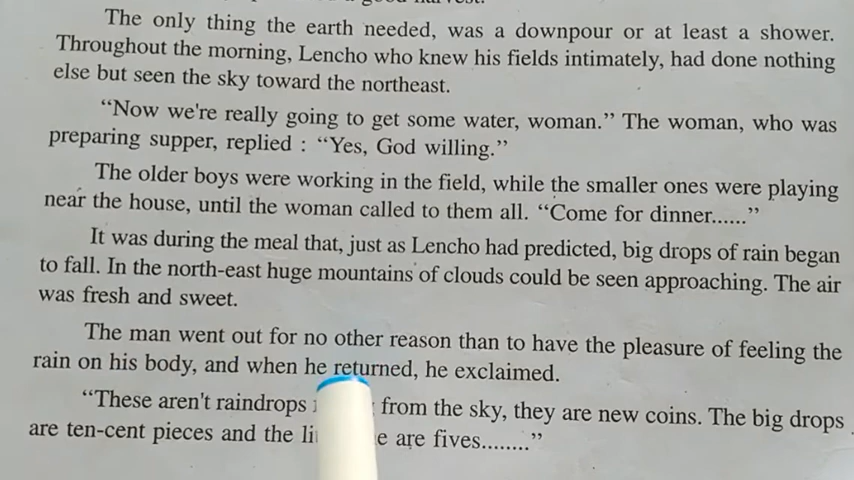 The only thing the earth needed, was a downpour or at least a shower.
Throughout the morning, Lencho who knew his fields intimately, had done nothing
else but seen the sky toward the northeast.
“Now we're really going to get some water, woman.” The woman, who was
preparing supper, replied : “Yes, God willing.”
The older boys were working in the field, while the smaller ones were playing
near the house, until the woman called to them all. “Come for dinner......”
It was during the meal that, just as Lencho had predicted, big drops of rain began
to fall. In the north-east huge mountains of clouds could be seen approaching. The air
was fresh and sweet.
The man went out for no other reason than to have the pleasure of feeling the
rain on his body, and when he returned, he exclaimed.
“These aren't raindrops from the sky, they are new coins. The big drops
are ten-cent pieces and the are fives........”